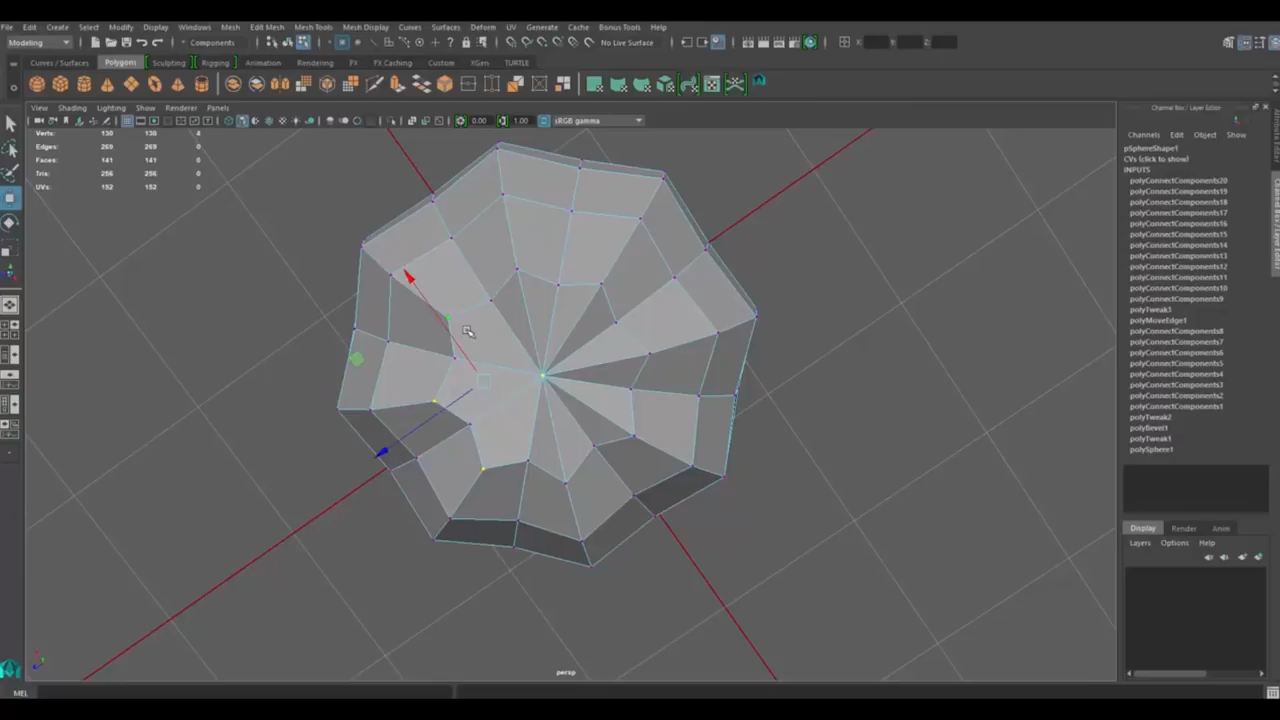 File Edit Create Select Modify Display Windows Mesh Edit Mesh Mesh Tools Mesh Display Curves Surfaces Deform UV Generate Cache Bonus Tools Help
Modeling Components No Live Surface X: Y: Z:
Curves / Surfaces Polygons Sculpting Rigging Animation Rendering FX FX Caching Custom XGen TURTLE
View Shading Lighting Show Renderer Panels
0.00 1.00 sRGB gamma
Verts: 130 130 4
Edges: 269 269 0
Faces: 141 141 0
Tris: 256 256 0
UVs: 152 152 0
persp
MEL
Channel Box / Layer Editor
Channels Edit Object Show
pSphereShape1
CVs (click to show)
INPUTS
polyConnectComponents20
polyConnectComponents19
polyConnectComponents18
polyConnectComponents17
polyConnectComponents16
polyConnectComponents15
polyConnectComponents14
polyConnectComponents13
polyConnectComponents12
polyConnectComponents11
polyConnectComponents10
polyConnectComponents9
polyTweak3
polyMoveEdge1
polyConnectComponents8
polyConnectComponents7
polyConnectComponents6
polyConnectComponents5
polyConnectComponents4
polyConnectComponents3
polyConnectComponents2
polyConnectComponents1
polyTweak2
polyBevel1
polyTweak1
polySphere1
Display Render Anim
Layers Options Help